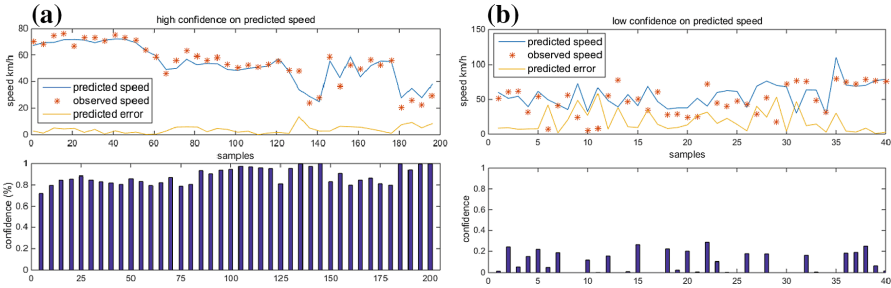 (a)
high confidence on predicted speed
80
60
40
20
0
speed km/h
predicted speed
observed speed
predicted error
0 20 40 60 80 100 120 140 160 180 200
samples
1
0.8
0.6
0.4
0.2
0
confidence (%)
0 25 50 75 100 125 150 175 200
(b)
low confidence on predicted speed
150
100
50
0
speed km/h
predicted speed
observed speed
predicted error
0 5 10 15 20 25 30 35 40
samples
1
0.8
0.6
0.4
0.2
0
confidence
0 5 10 15 20 25 30 35 40